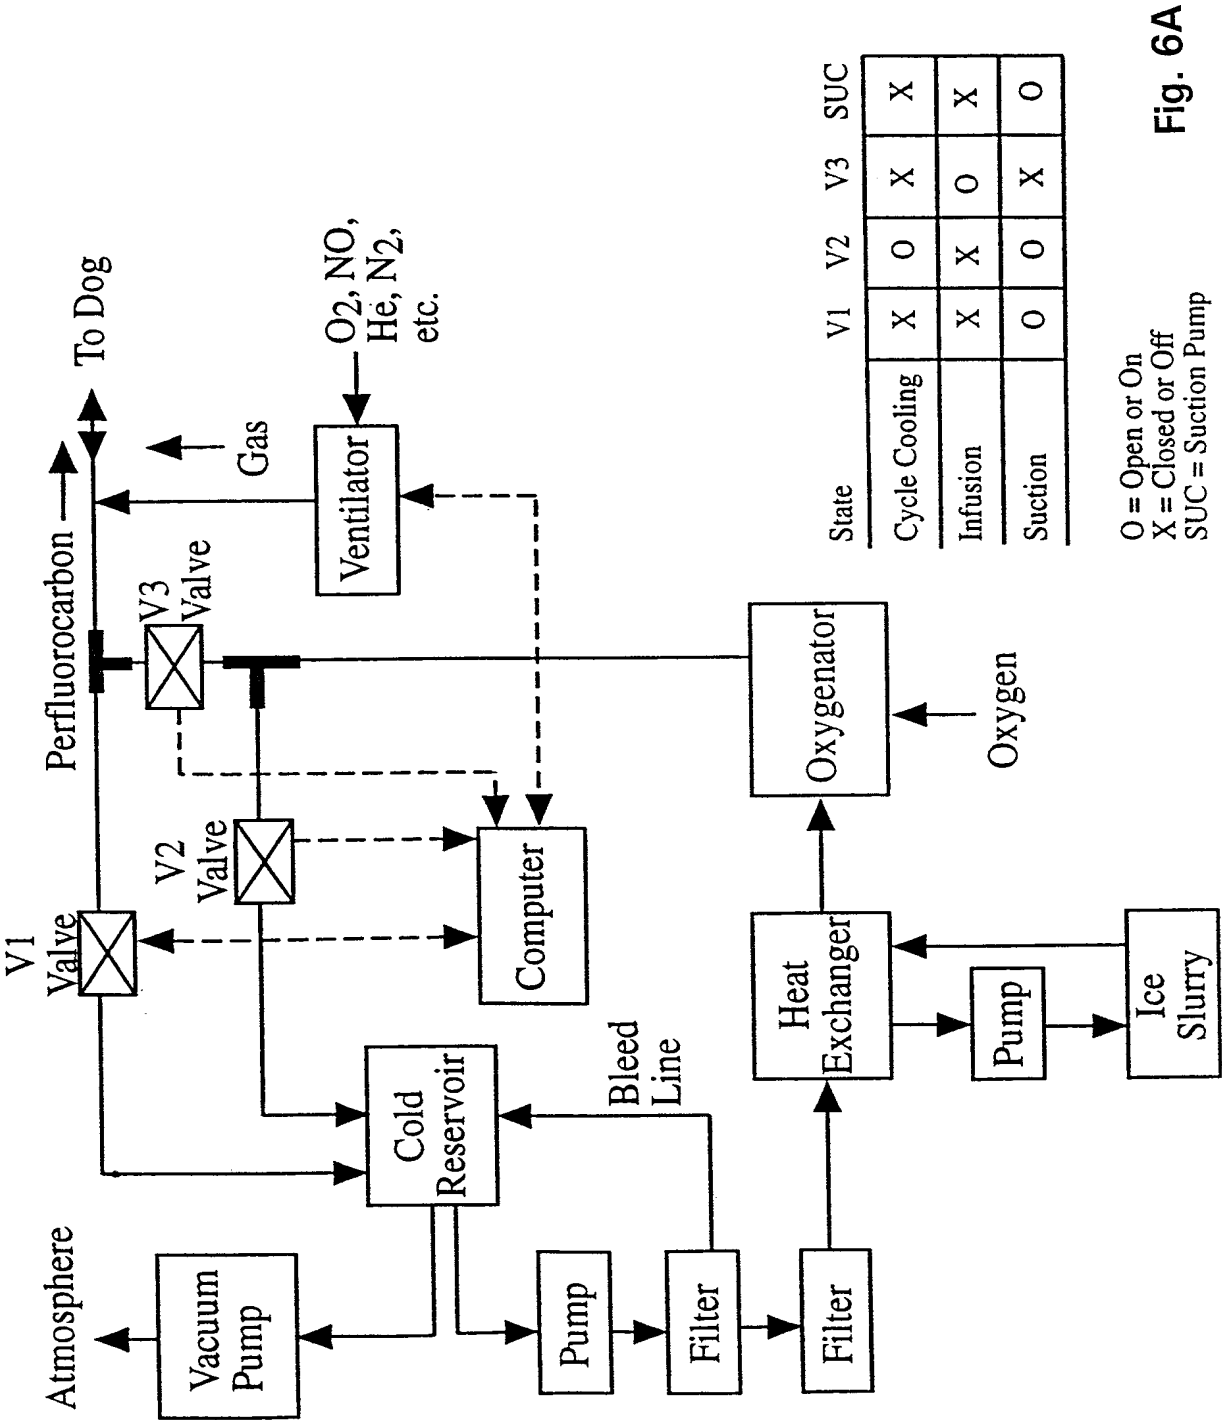 Atmosphere
Vacuum
Pump
V1
Valve
V2
Valve
V3
Valve
Perfluorocarbon
To Dog
Gas
Ventilator
O2, NO,
He, N2,
etc.
Cold
Reservoir
Computer
Bleed
Line
Pump
Filter
Filter
Heat
Exchanger
Pump
Ice
Slurry
Oxygenator
Oxygen
State V1 V2 V3 SUC
Cycle Cooling X O X X
Infusion X X O X
Suction O O X O
O = Open or On
X = Closed or Off
SUC = Suction Pump
Fig. 6A